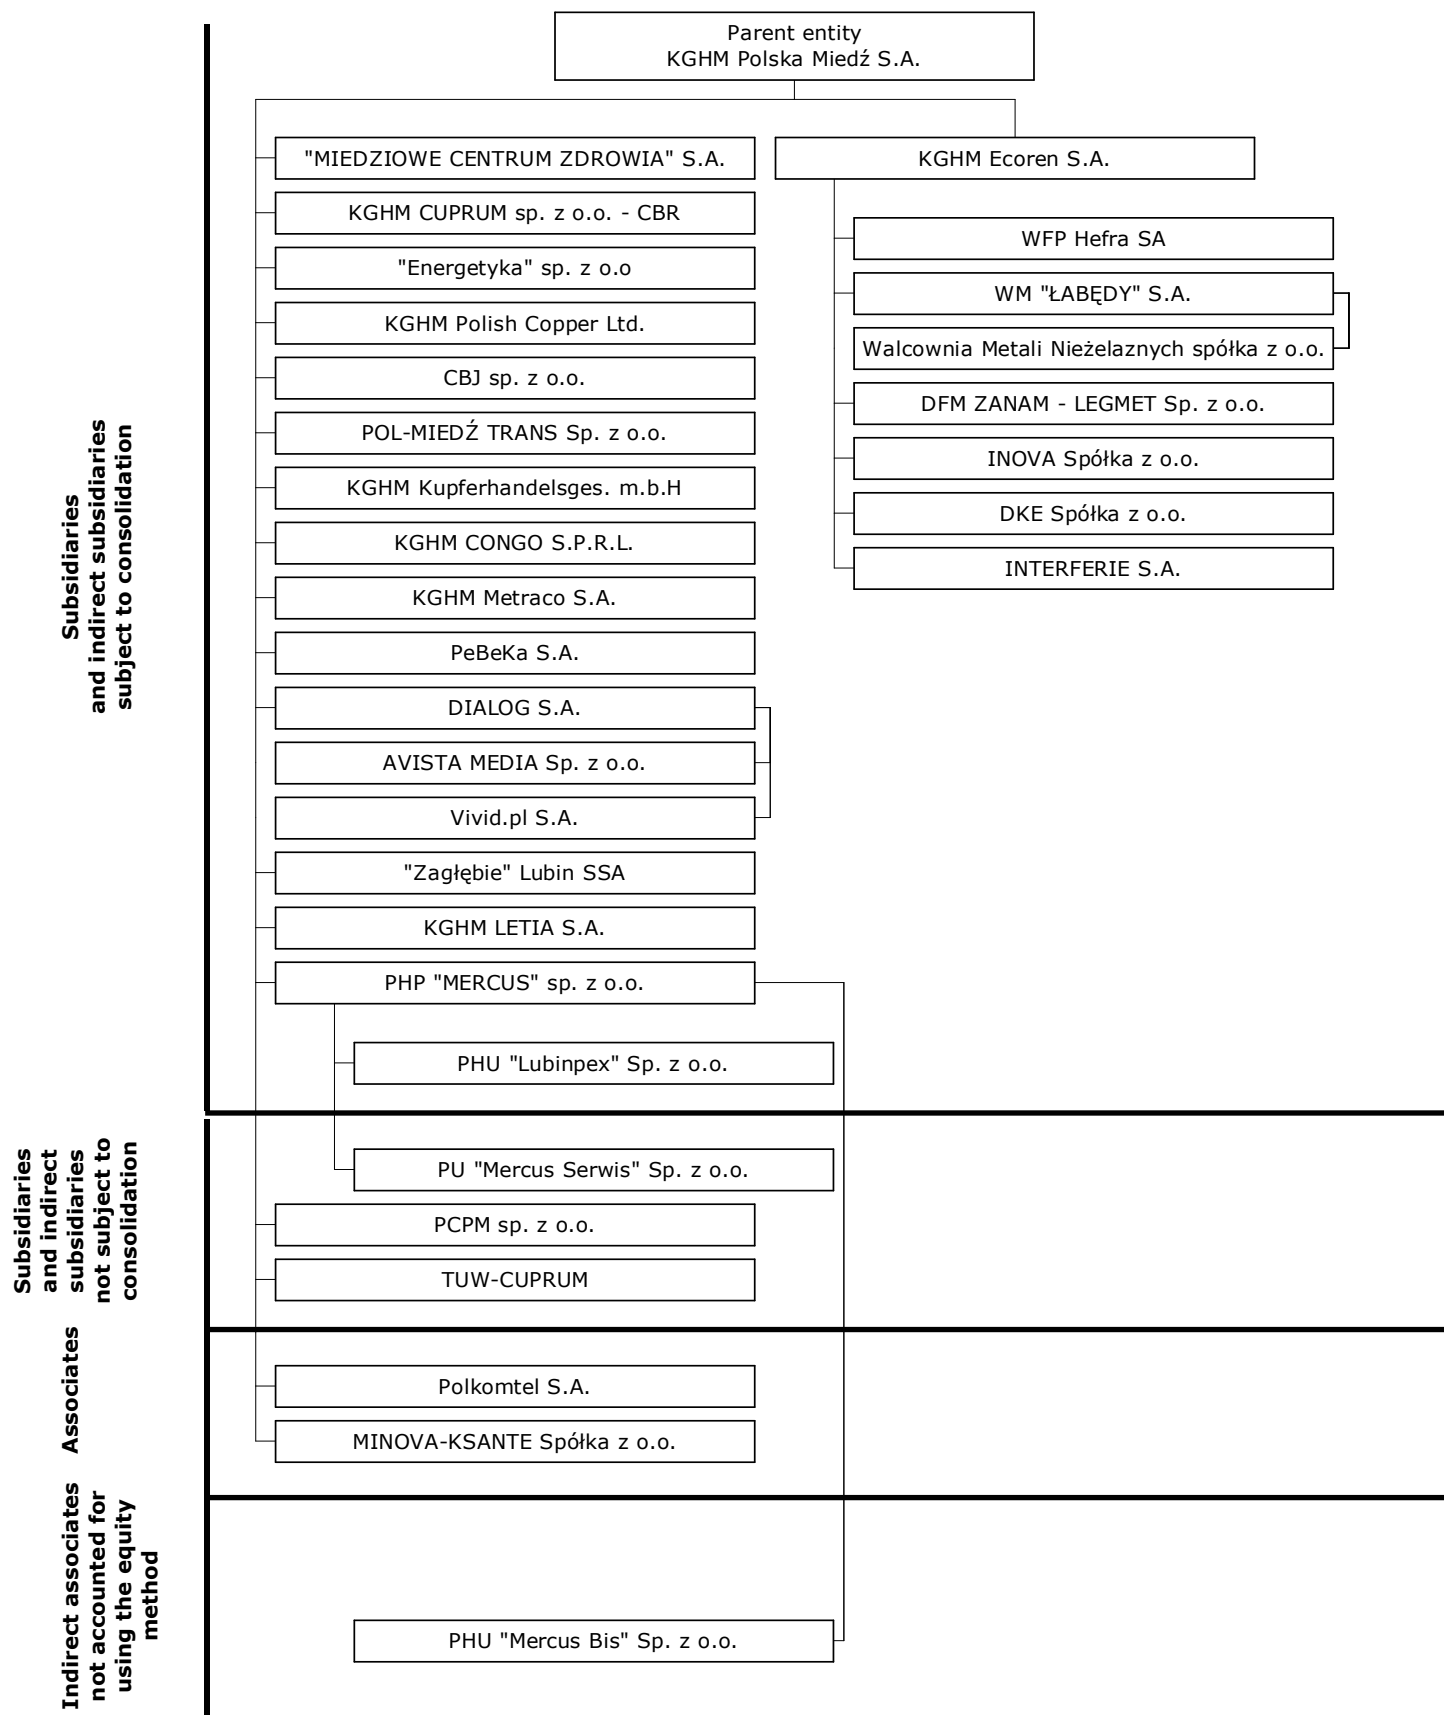 Parent entity
KGHM Polska Miedź S.A.
Subsidiaries
and indirect subsidiaries
subject to consolidation
"MIEDZIOWE CENTRUM ZDROWIA" S.A.
KGHM CUPRUM sp. z o.o. - CBR
"Energetyka" sp. z o.o
KGHM Polish Copper Ltd.
CBJ sp. z o.o.
POL-MIEDŹ TRANS Sp. z o.o.
KGHM Kupferhandelsges. m.b.H
KGHM CONGO S.P.R.L.
KGHM Metraco S.A.
PeBeKa S.A.
DIALOG S.A.
AVISTA MEDIA Sp. z o.o.
Vivid.pl S.A.
"Zagłębie" Lubin SSA
KGHM LETIA S.A.
PHP "MERCUS" sp. z o.o.
PHU "Lubinpex" Sp. z o.o.
KGHM Ecoren S.A.
WFP Hefra SA
WM "ŁABĘDY" S.A.
Walcownia Metali Nieżelaznych spółka z o.o.
DFM ZANAM - LEGMET Sp. z o.o.
INOVA Spółka z o.o.
DKE Spółka z o.o.
INTERFERIE S.A.
Subsidiaries
and indirect
subsidiaries
not subject to
consolidation
PU "Mercus Serwis" Sp. z o.o.
PCPM sp. z o.o.
TUW-CUPRUM
Associates
Polkomtel S.A.
MINOVA-KSANTE Spółka z o.o.
Indirect associates
not accounted for
using the equity
method
PHU "Mercus Bis" Sp. z o.o.